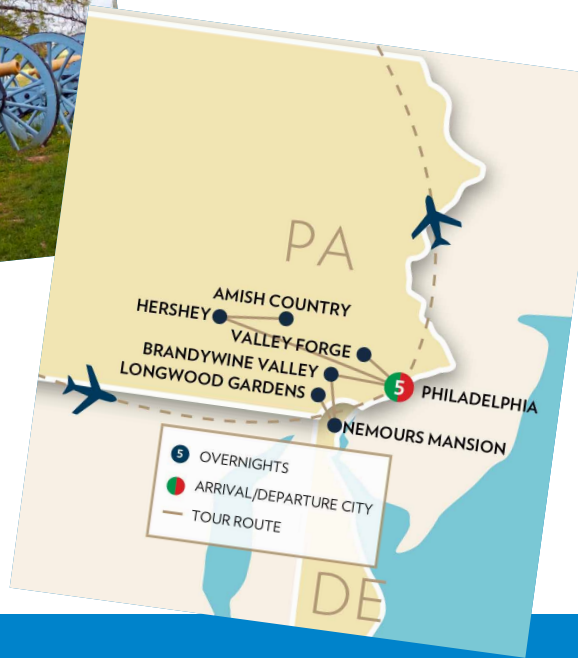 PA
AMISH COUNTRY
HERSHEY
VALLEY FORGE
BRANDYWINE VALLEY
LONGWOOD GARDENS
5
PHILADELPHIA
NEMOURS MANSION
5 OVERNIGHTS
ARRIVAL/DEPARTURE CITY
TOUR ROUTE
DE